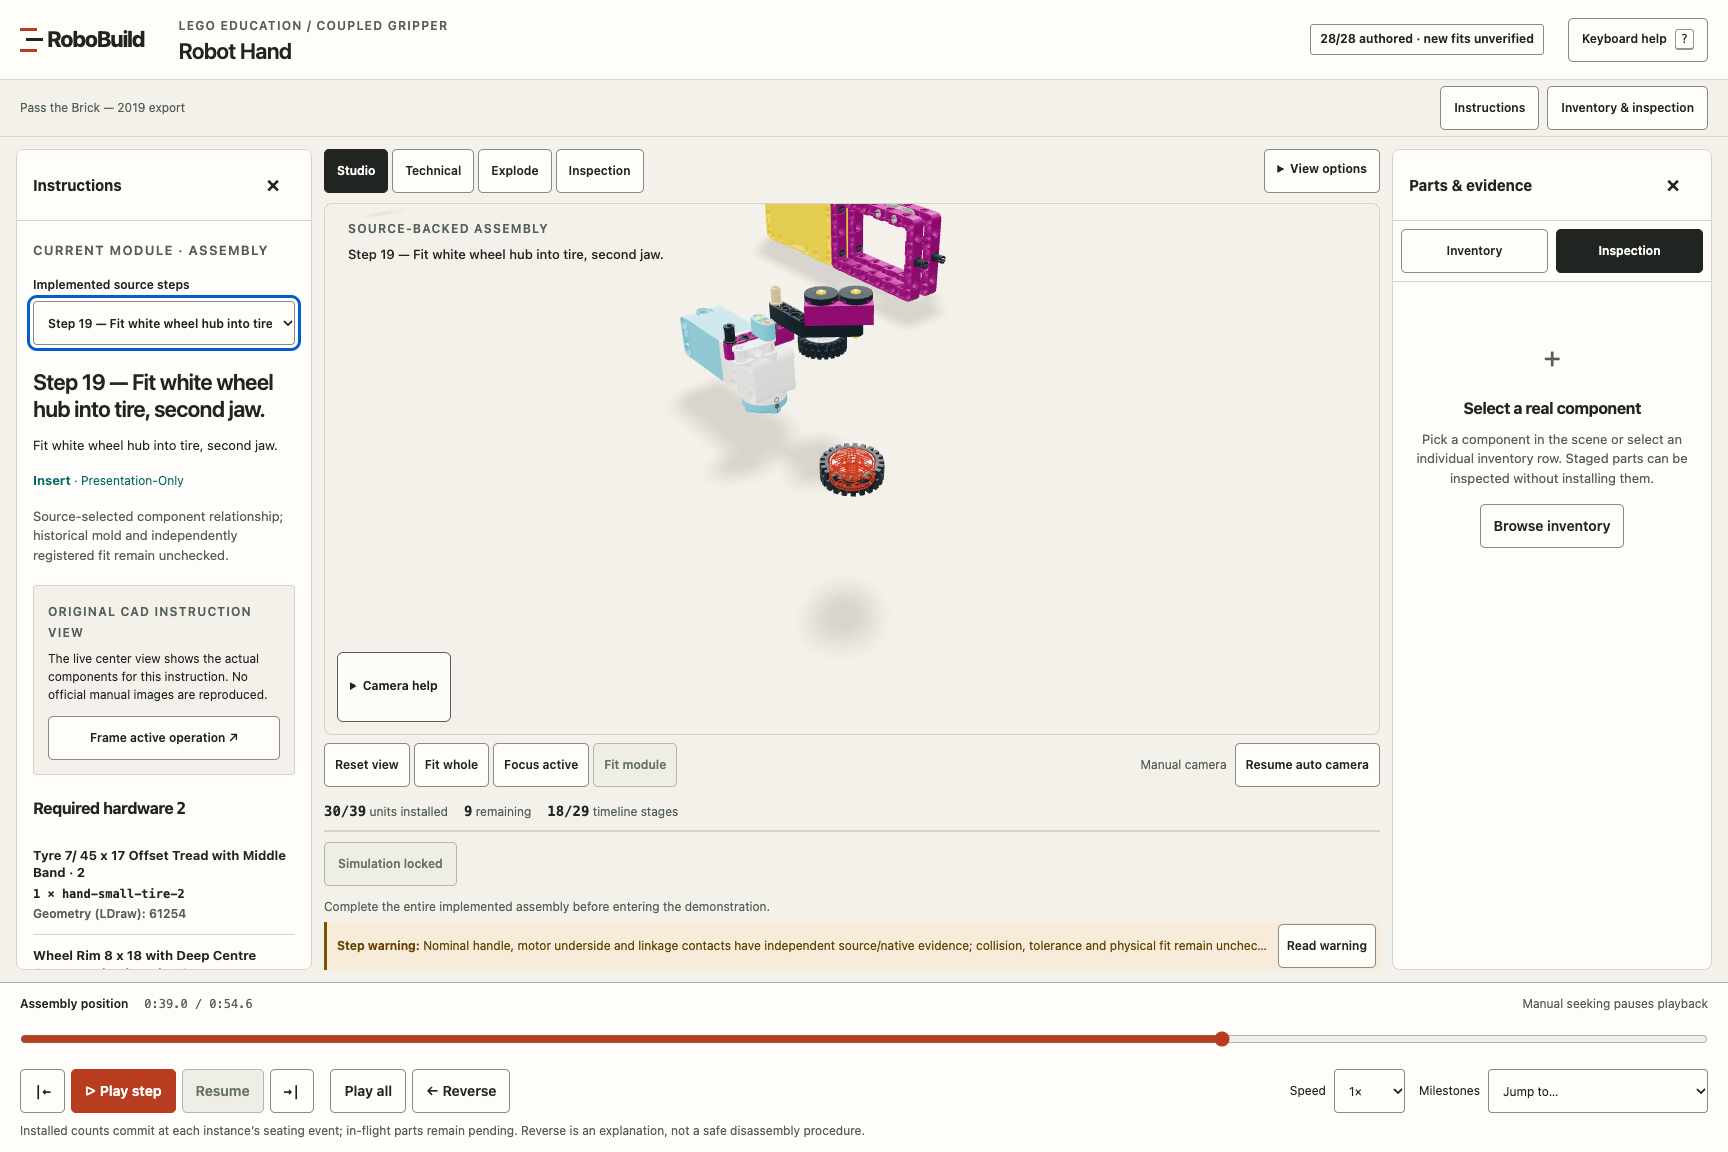 RoboBuild
LEGO EDUCATION / COUPLED GRIPPER
Robot Hand
28/28 authored · new fits unverified
Keyboard help ?
Pass the Brick — 2019 export
Instructions
Inventory & inspection
Instructions ✕
CURRENT MODULE · ASSEMBLY
Implemented source steps
Step 19 — Fit white wheel hub into tire
Step 19 — Fit white wheel
hub into tire, second jaw.
Fit white wheel hub into tire, second jaw.
Insert · Presentation-Only
Source-selected component relationship;
historical mold and independently
registered fit remain unchecked.
ORIGINAL CAD INSTRUCTION
VIEW
The live center view shows the actual
components for this instruction. No
official manual images are reproduced.
Frame active operation ↗
Required hardware 2
Tyre 7/ 45 x 17 Offset Tread with Middle
Band · 2
1 × hand-small-tire-2
Geometry (LDraw): 61254
Wheel Rim 8 x 18 with Deep Centre
Studio
Technical
Explode
Inspection
▸ View options
SOURCE-BACKED ASSEMBLY
Step 19 — Fit white wheel hub into tire, second jaw.
▸ Camera help
Reset view
Fit whole
Focus active
Fit module
Manual camera
Resume auto camera
30/39 units installed 9 remaining 18/29 timeline stages
Simulation locked
Complete the entire implemented assembly before entering the demonstration.
Step warning: Nominal handle, motor underside and linkage contacts have independent source/native evidence; collision, tolerance and physical fit remain unchec...
Read warning
Parts & evidence ✕
Inventory
Inspection
+
Select a real component
Pick a component in the scene or select an
individual inventory row. Staged parts can be
inspected without installing them.
Browse inventory
Assembly position 0:39.0 / 0:54.6
Manual seeking pauses playback
|←
▷ Play step
Resume
→|
Play all
← Reverse
Speed 1×
Milestones Jump to...
Installed counts commit at each instance's seating event; in-flight parts remain pending. Reverse is an explanation, not a safe disassembly procedure.